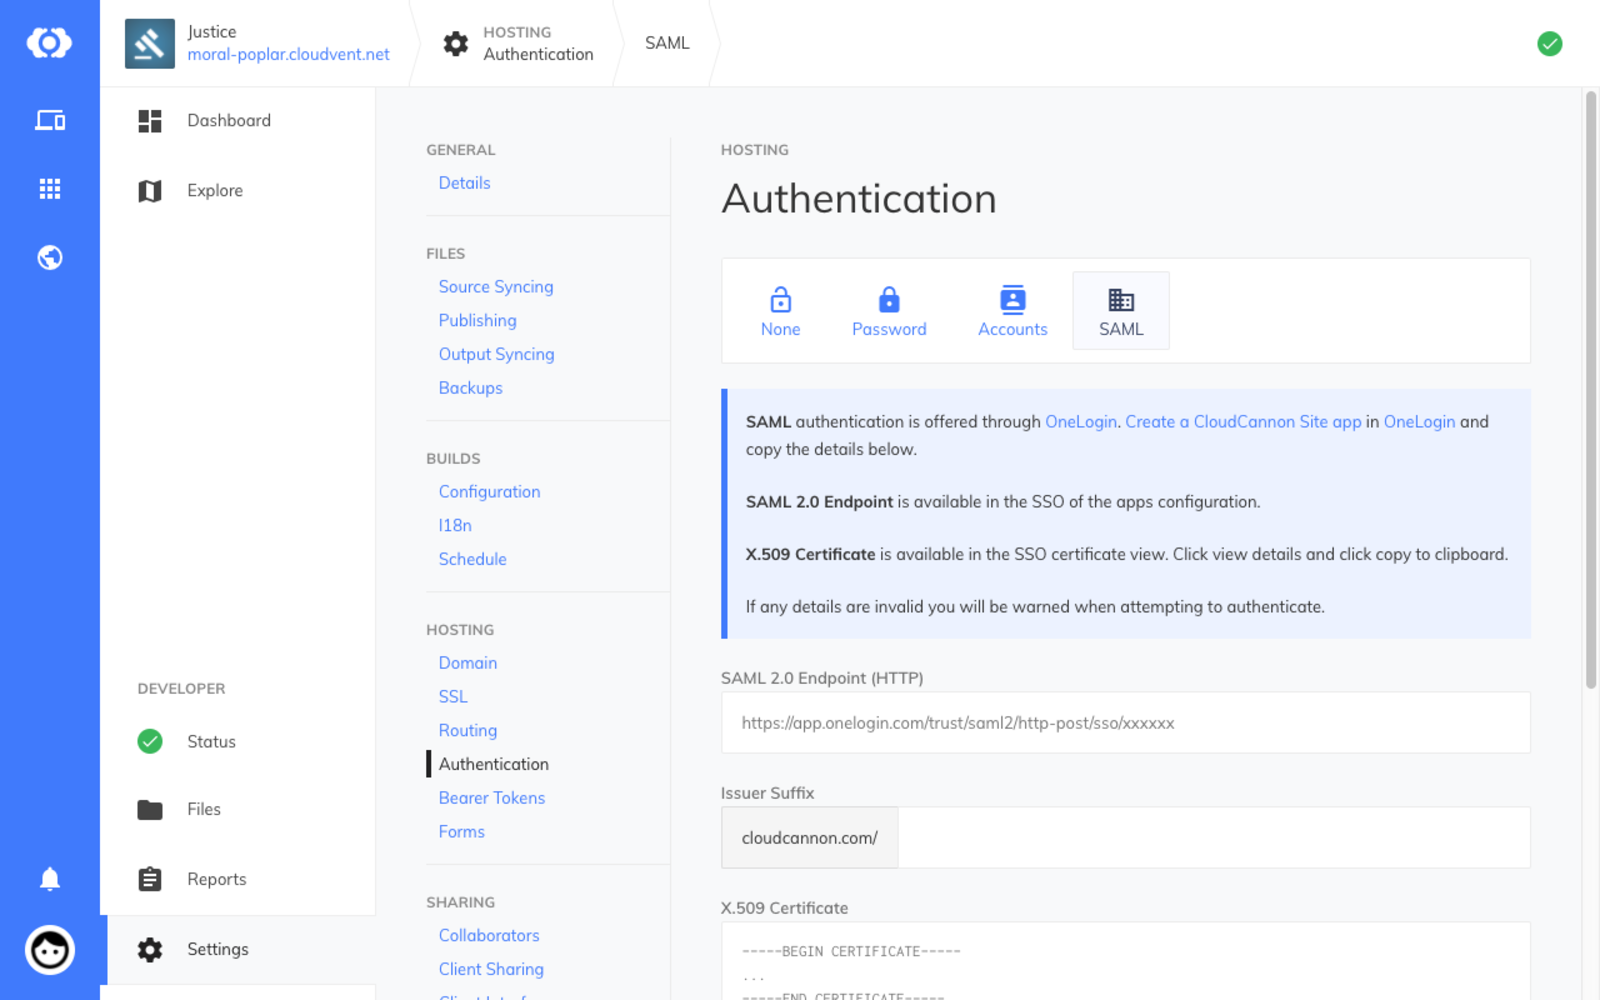 Justice
moral-poplar.cloudvent.net
HOSTING
Authentication
SAML
Dashboard
Explore
DEVELOPER
Status
Files
Reports
Settings
GENERAL
Details
FILES
Source Syncing
Publishing
Output Syncing
Backups
BUILDS
Configuration
I18n
Schedule
HOSTING
Domain
SSL
Routing
Authentication
Bearer Tokens
Forms
SHARING
Collaborators
Client Sharing
HOSTING
Authentication
None
Password
Accounts
SAML
SAML authentication is offered through OneLogin. Create a CloudCannon Site app in OneLogin and
copy the details below.
SAML 2.0 Endpoint is available in the SSO of the apps configuration.
X.509 Certificate is available in the SSO certificate view. Click view details and click copy to clipboard.
If any details are invalid you will be warned when attempting to authenticate.
SAML 2.0 Endpoint (HTTP)
https://app.onelogin.com/trust/saml2/http-post/sso/xxxxxx
Issuer Suffix
cloudcannon.com/
X.509 Certificate
-----BEGIN CERTIFICATE-----
...
-----END CERTIFICATE-----